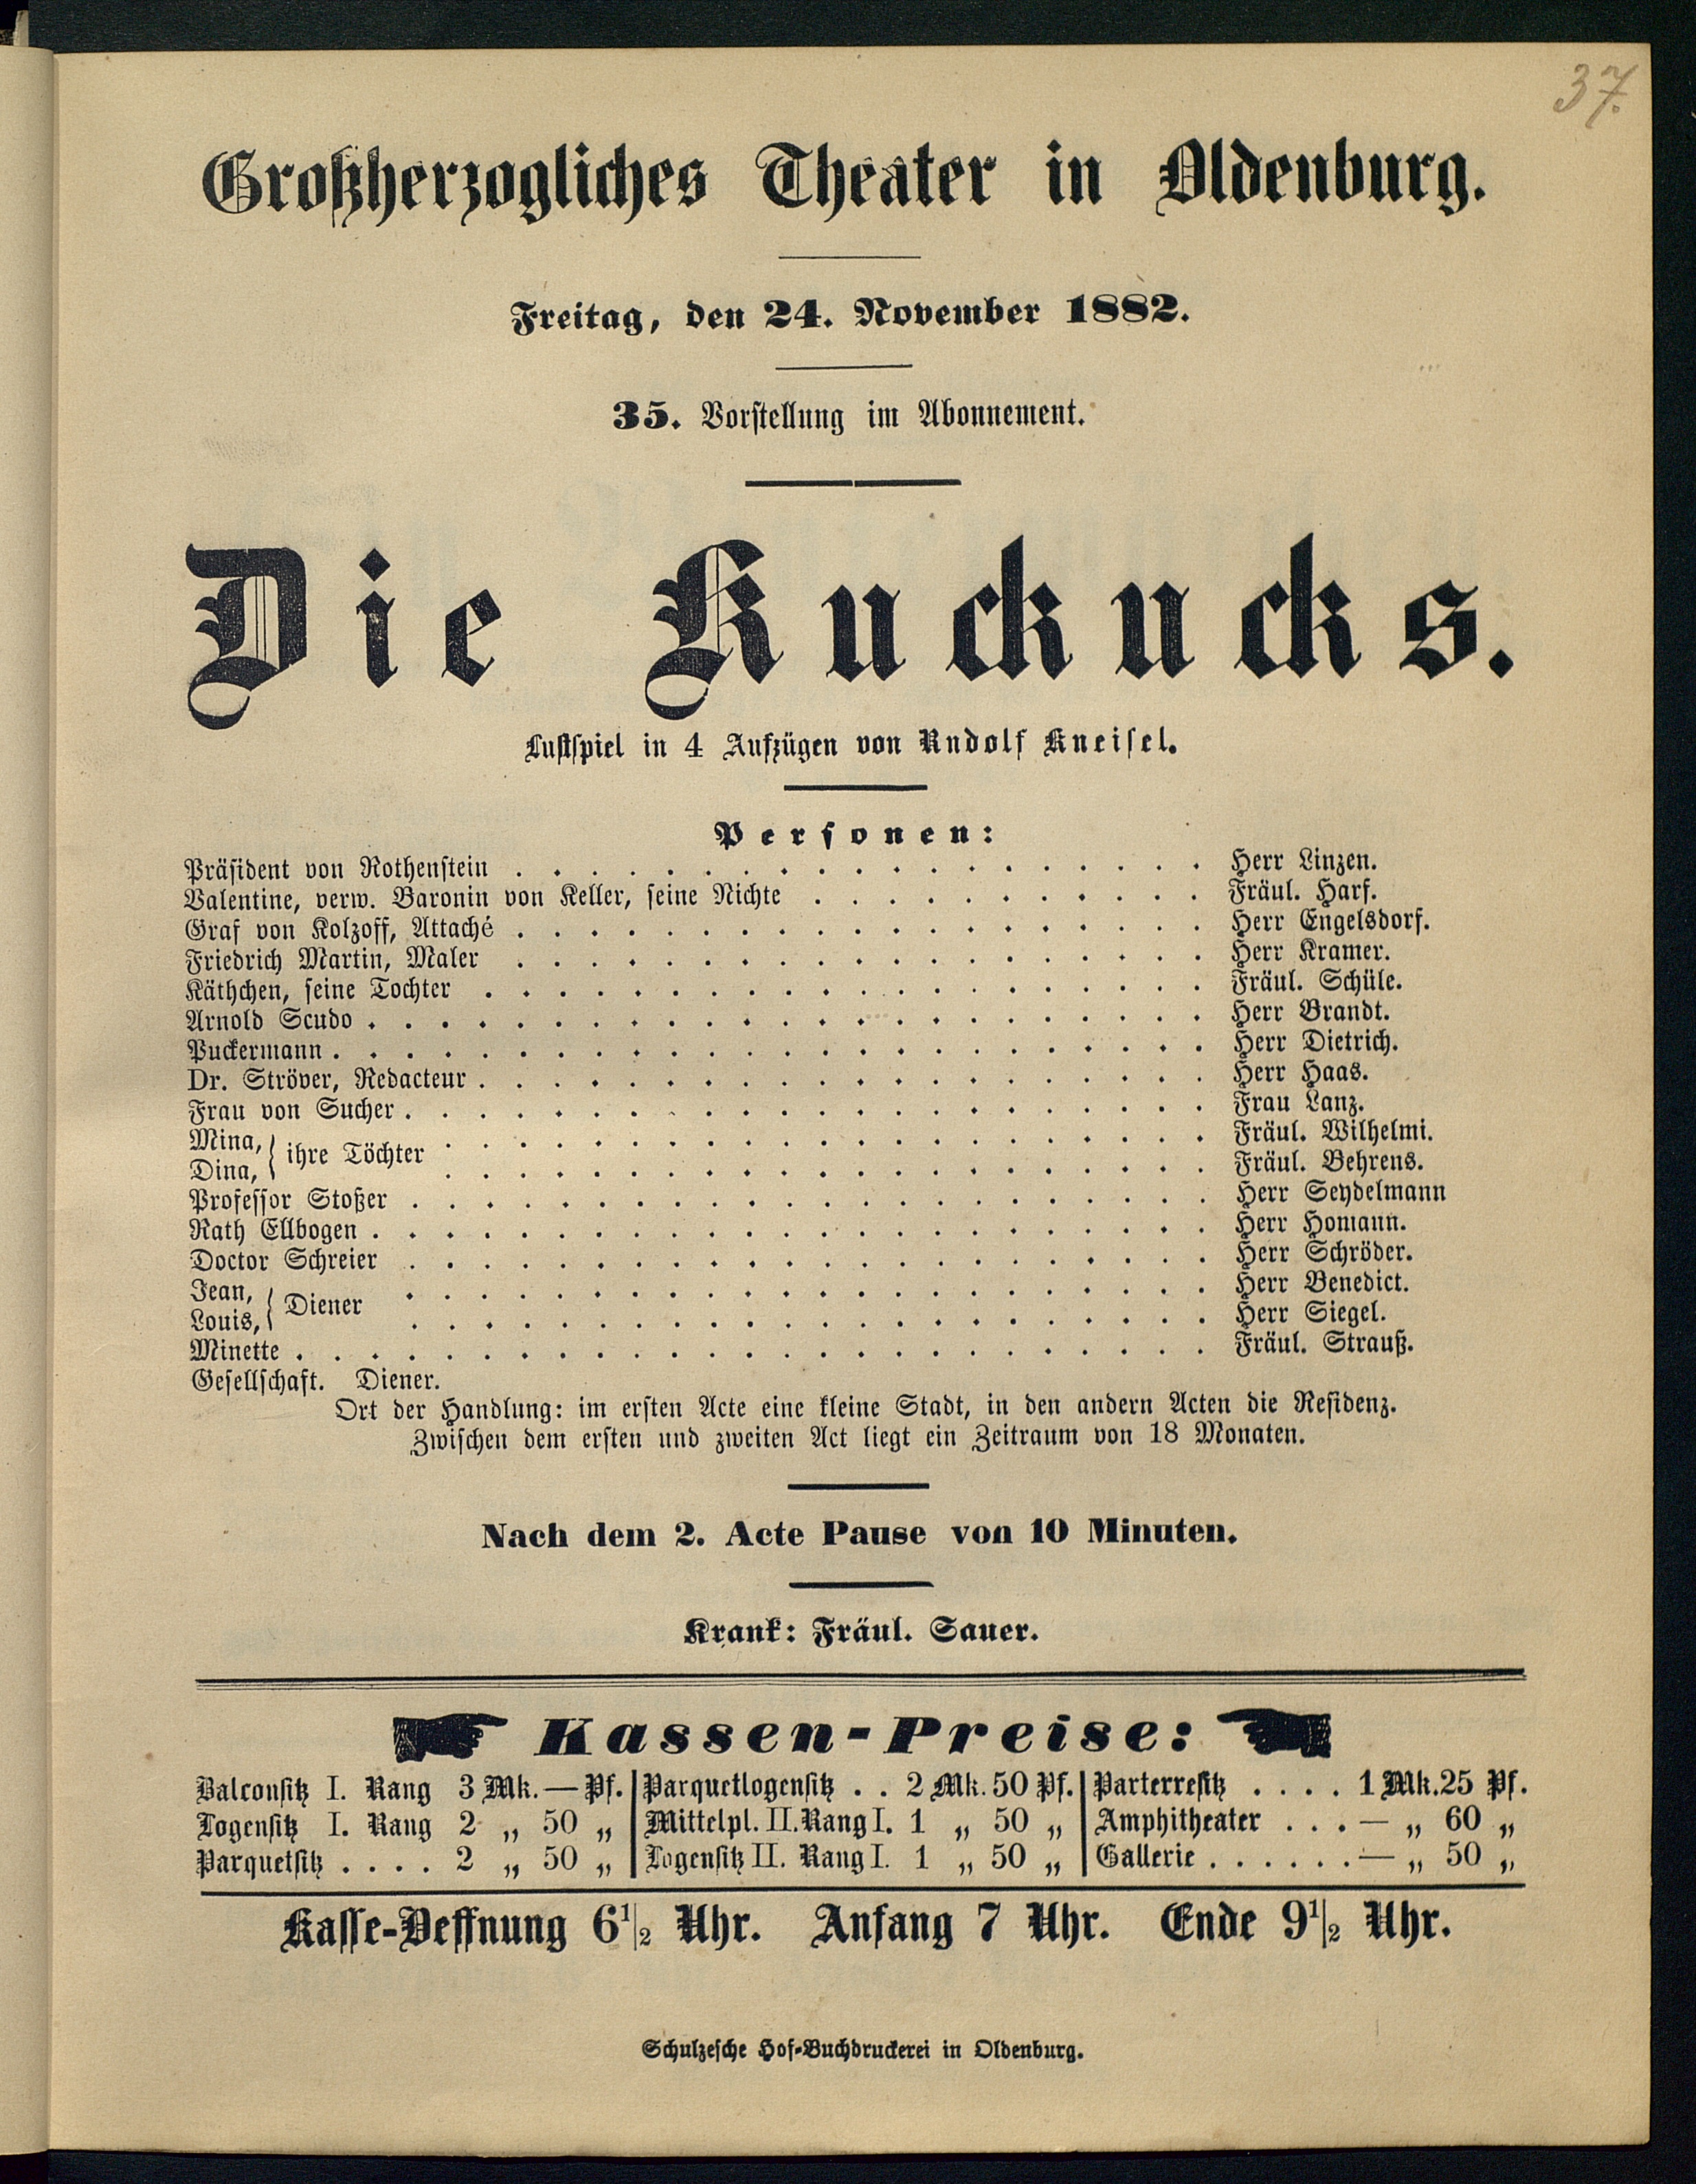 37.
Großherzogliches Theater in Oldenburg.
Freitag, den 24. November 1882.
35. Vorstellung im Abonnement.
Die Kuckucks.
Lustspiel in 4 Aufzügen von Rudolf Kneisel.
Personen:
Präsident von Rothenstein . . . . . . . . . . . . . . . . . . . Herr Linzen.
Valentine, verw. Baronin von Keller, seine Nichte . . . . . . . . . . . Fräul. Harf.
Graf von Kolzoff, Attaché . . . . . . . . . . . . . . . . . . . Herr Engelsdorf.
Friedrich Martin, Maler . . . . . . . . . . . . . . . . . . . Herr Kramer.
Käthchen, seine Tochter . . . . . . . . . . . . . . . . . . . . Fräul. Schüle.
Arnold Scudo . . . . . . . . . . . . . . . . . . . . . . . Herr Brandt.
Puckermann . . . . . . . . . . . . . . . . . . . . . . . . Herr Dietrich.
Dr. Ströver, Redacteur . . . . . . . . . . . . . . . . . . . . Herr Haas.
Frau von Sucher . . . . . . . . . . . . . . . . . . . . . . Frau Lanz.
Mina, } ihre Töchter . . . . . . . . . . . . . . . . . . . . . Fräul. Wilhelmi.
Dina, . . . . . . . . . . . . . . . . . . . . . Fräul. Behrens.
Professor Stoßer . . . . . . . . . . . . . . . . . . . . . . Herr Seydelmann
Rath Ellbogen . . . . . . . . . . . . . . . . . . . . . . . Herr Homann.
Doctor Schreier . . . . . . . . . . . . . . . . . . . . . . Herr Schröder.
Jean, } Diener . . . . . . . . . . . . . . . . . . . . . . Herr Benedict.
Louis, . . . . . . . . . . . . . . . . . . . . . . Herr Siegel.
Minette . . . . . . . . . . . . . . . . . . . . . . . . . Fräul. Strauß.
Gesellschaft. Diener.
Ort der Handlung: im ersten Acte eine kleine Stadt, in den andern Acten die Residenz.
Zwischen dem ersten und zweiten Act liegt ein Zeitraum von 18 Monaten.
Nach dem 2. Acte Pause von 10 Minuten.
Krank: Fräul. Sauer.
Kassen-Preise:
Balconsitz I. Rang 3 Mk. — Pf. | Parquetlogensitz . . 2 Mk. 50 Pf. | Parterresitz . . . . 1 Mk. 25 Pf.
Logensitz I. Rang 2 „ 50 „ | Mittelpl. II. Rang I. 1 „ 50 „ | Amphitheater . . . — „ 60 „
Parquetsitz . . . . 2 „ 50 „ | Logensitz II. Rang I. 1 „ 50 „ | Gallerie . . . . . . — „ 50 „
Kasse-Oeffnung 6 1/2 Uhr. Anfang 7 Uhr. Ende 9 1/2 Uhr.
Schulzesche Hof-Buchdruckerei in Oldenburg.